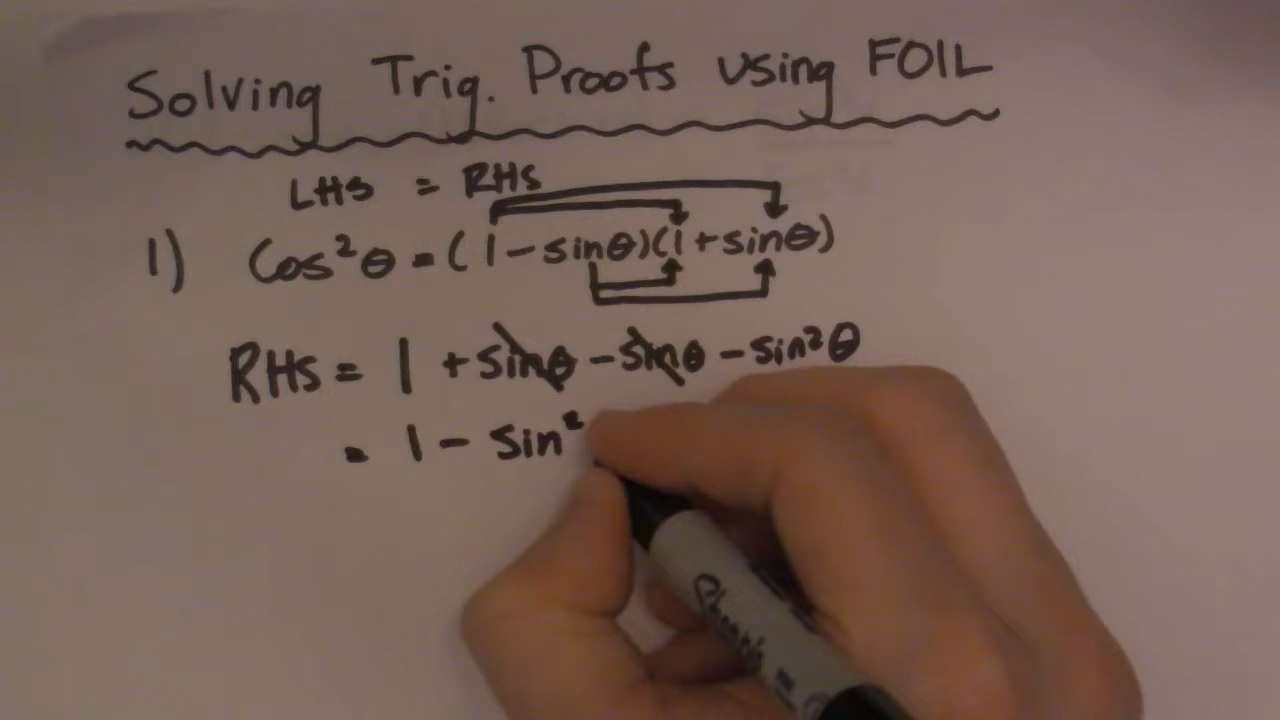 Solving Trig. Proofs using FOIL
LHS = RHS
1) Cos²θ = (1-sinθ)(1+sinθ)
RHS = 1 + sinθ - sinθ - sin²θ
= 1 - sin²